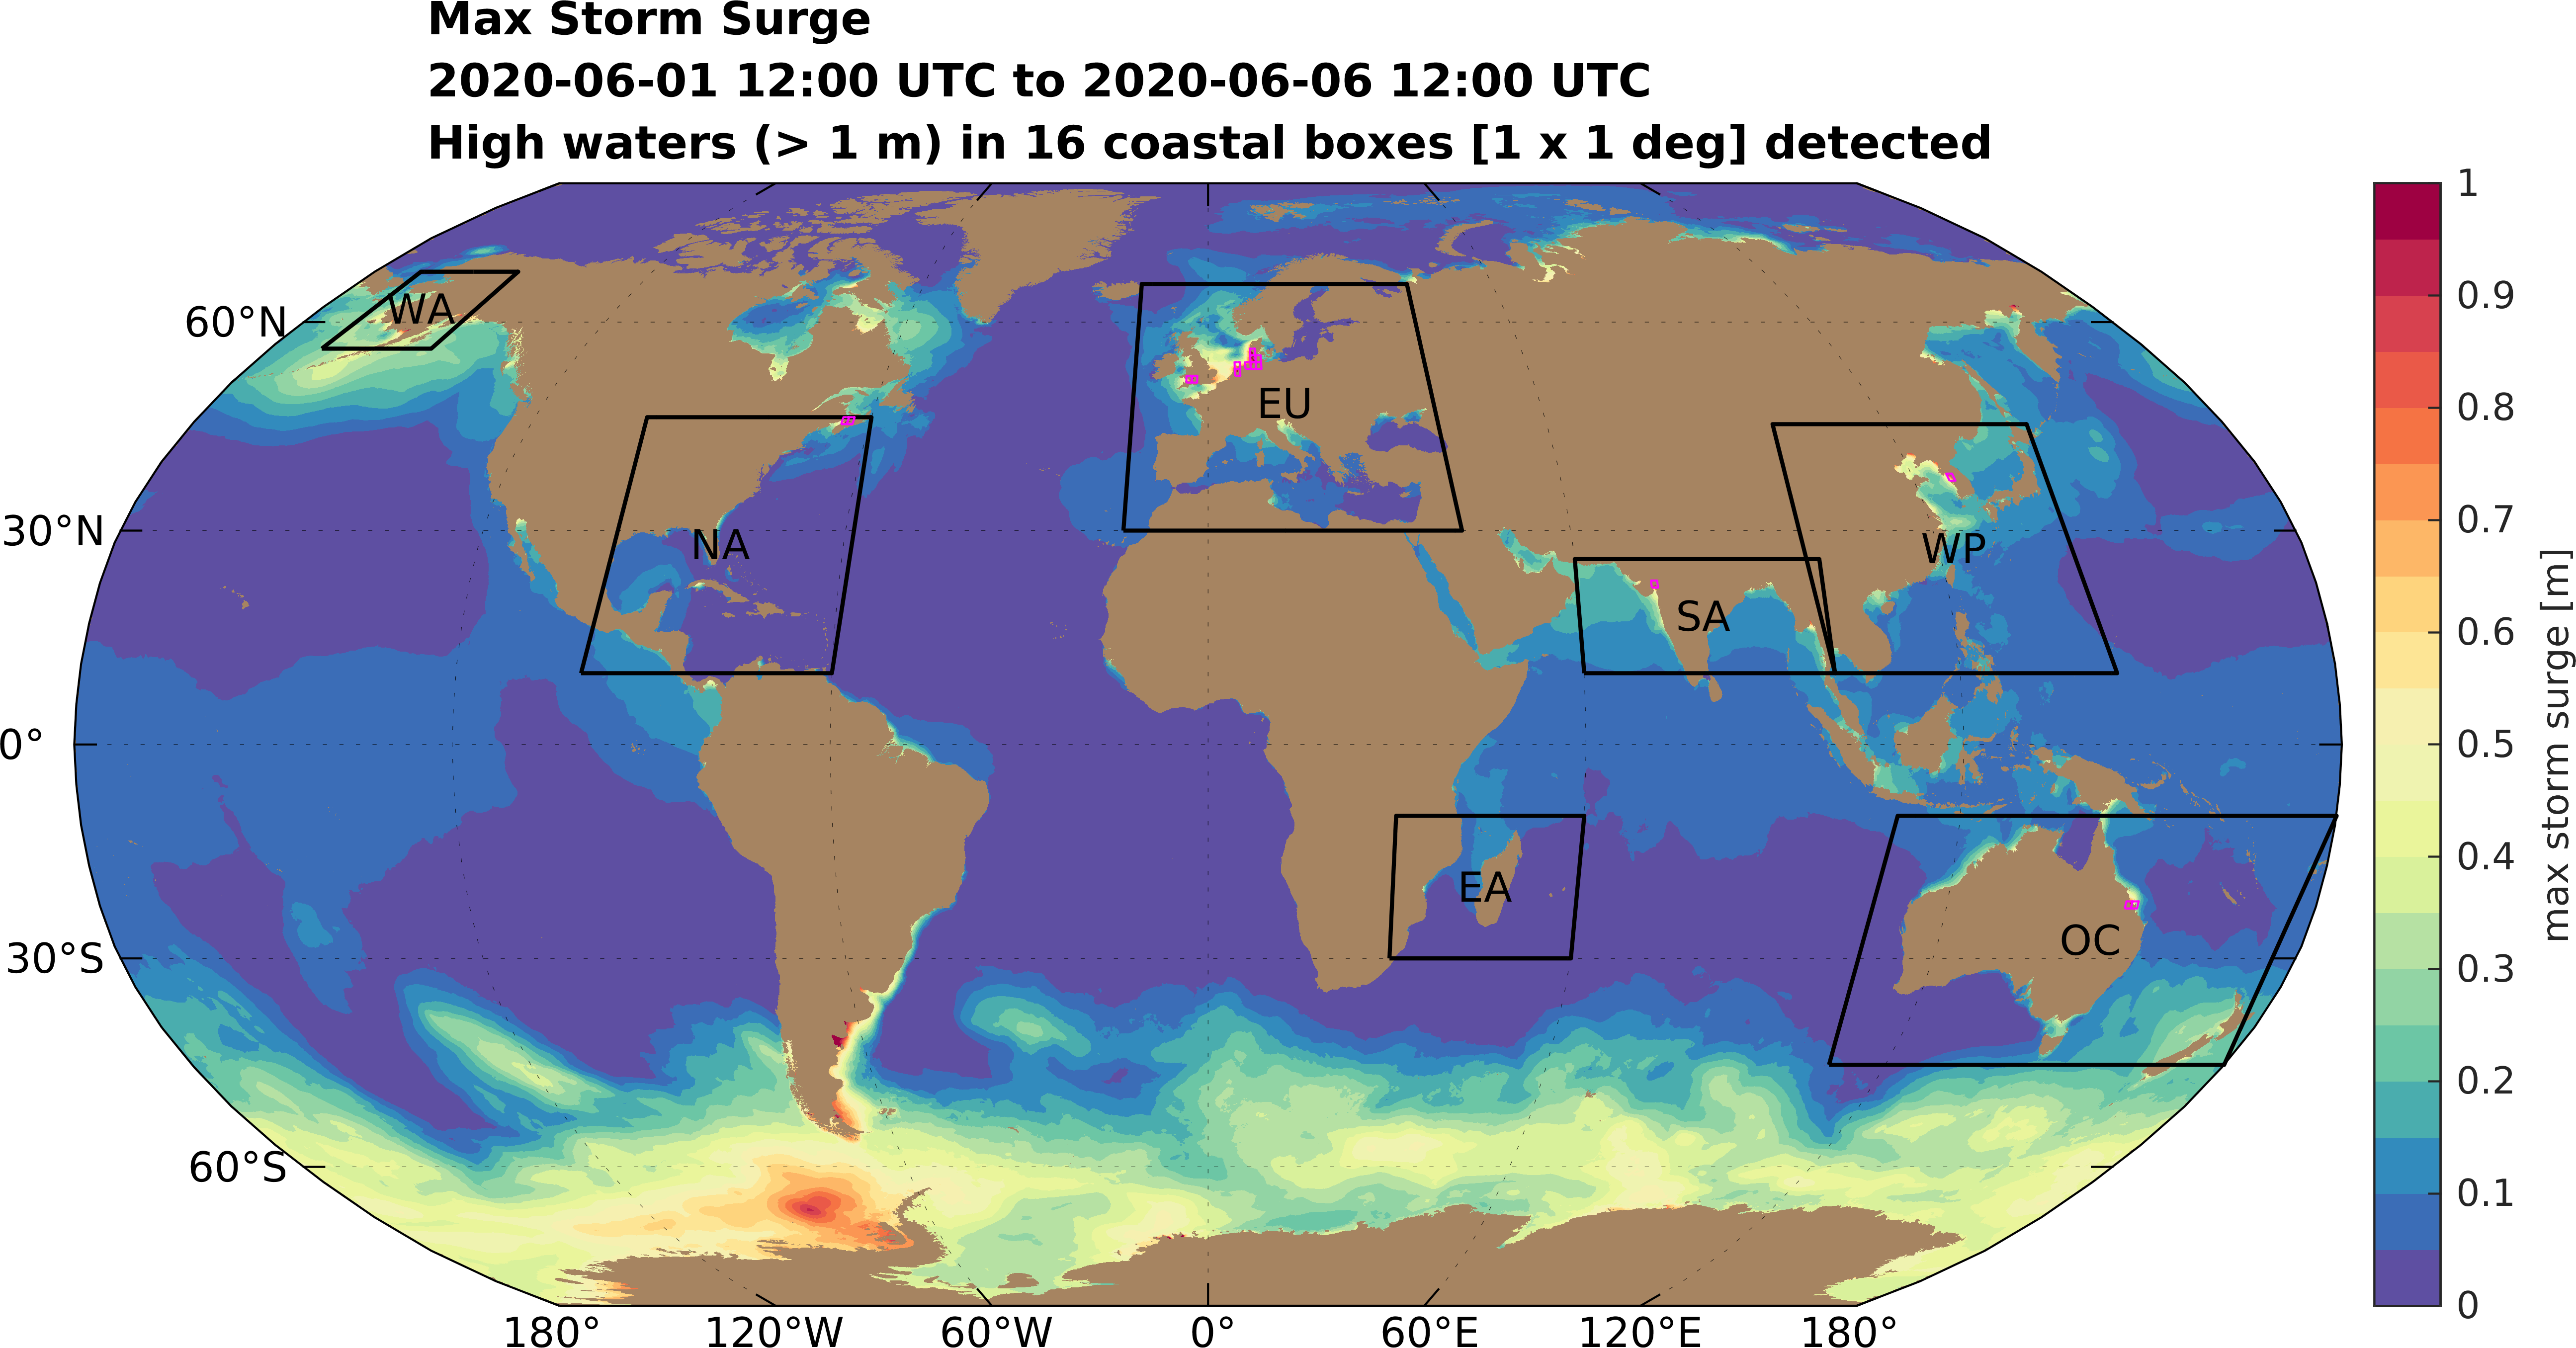 Max Storm Surge
2020-06-01 12:00 UTC to 2020-06-06 12:00 UTC
High waters (> 1 m) in 16 coastal boxes [1 x 1 deg] detected
60°N
30°N
0°
30°S
60°S
WA
NA
EU
SA
WP
EA
OC
180°
120°W
60°W
0°
60°E
120°E
180°
1
0.9
0.8
0.7
0.6
0.5
0.4
0.3
0.2
0.1
0
max storm surge [m]